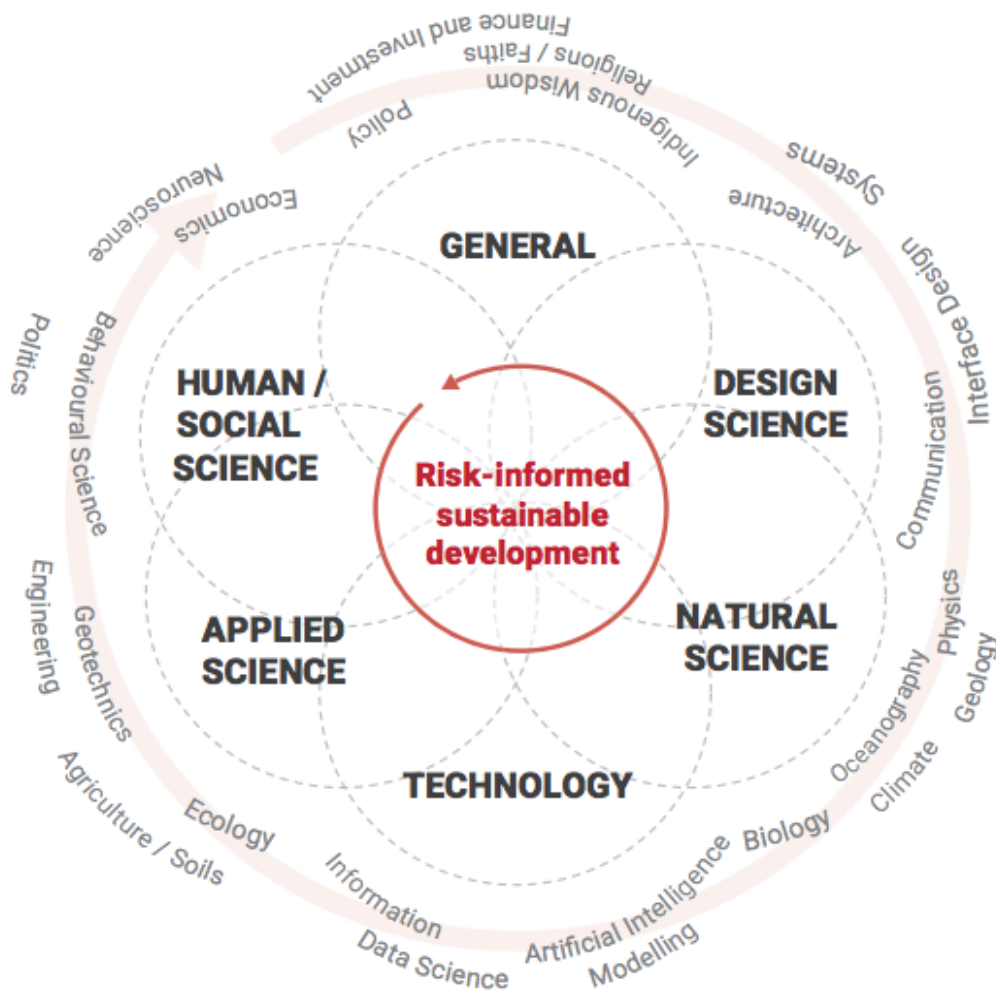 Finance and Investment
Religions / Faiths
Indigenous Wisdom
Policy
Systems
Architecture
Interface Design
Communication
Neuroscience
Economics
Politics
Behavioural Science
GENERAL
HUMAN /
SOCIAL
SCIENCE
DESIGN
SCIENCE
Risk-informed
sustainable
development
APPLIED
SCIENCE
NATURAL
SCIENCE
TECHNOLOGY
Engineering
Geotechnics
Agriculture / Soils
Ecology
Information
Data Science
Artificial Intelligence
Modelling
Biology
Oceanography
Climate
Physics
Geology